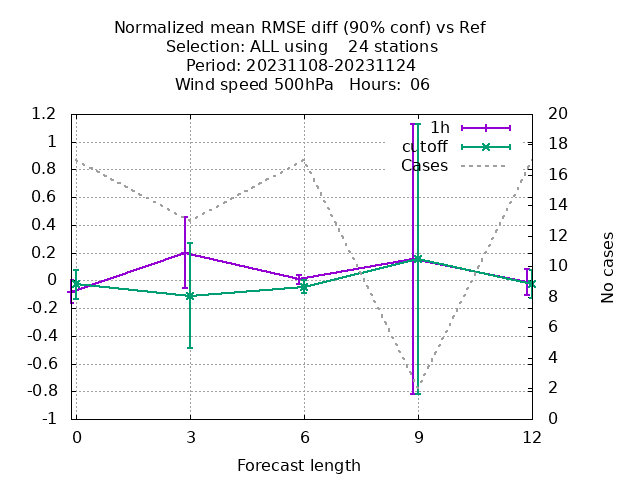 Normalized mean RMSE diff (90% conf) vs Ref
Selection: ALL using    24 stations
Period: 20231108-20231124
Wind speed 500hPa   Hours:  06
1h
cutoff
Cases
1.2
1
0.8
0.6
0.4
0.2
0
-0.2
-0.4
-0.6
-0.8
-1
20
18
16
14
12
10
8
6
4
2
0
No cases
0 3 6 9 12
Forecast length